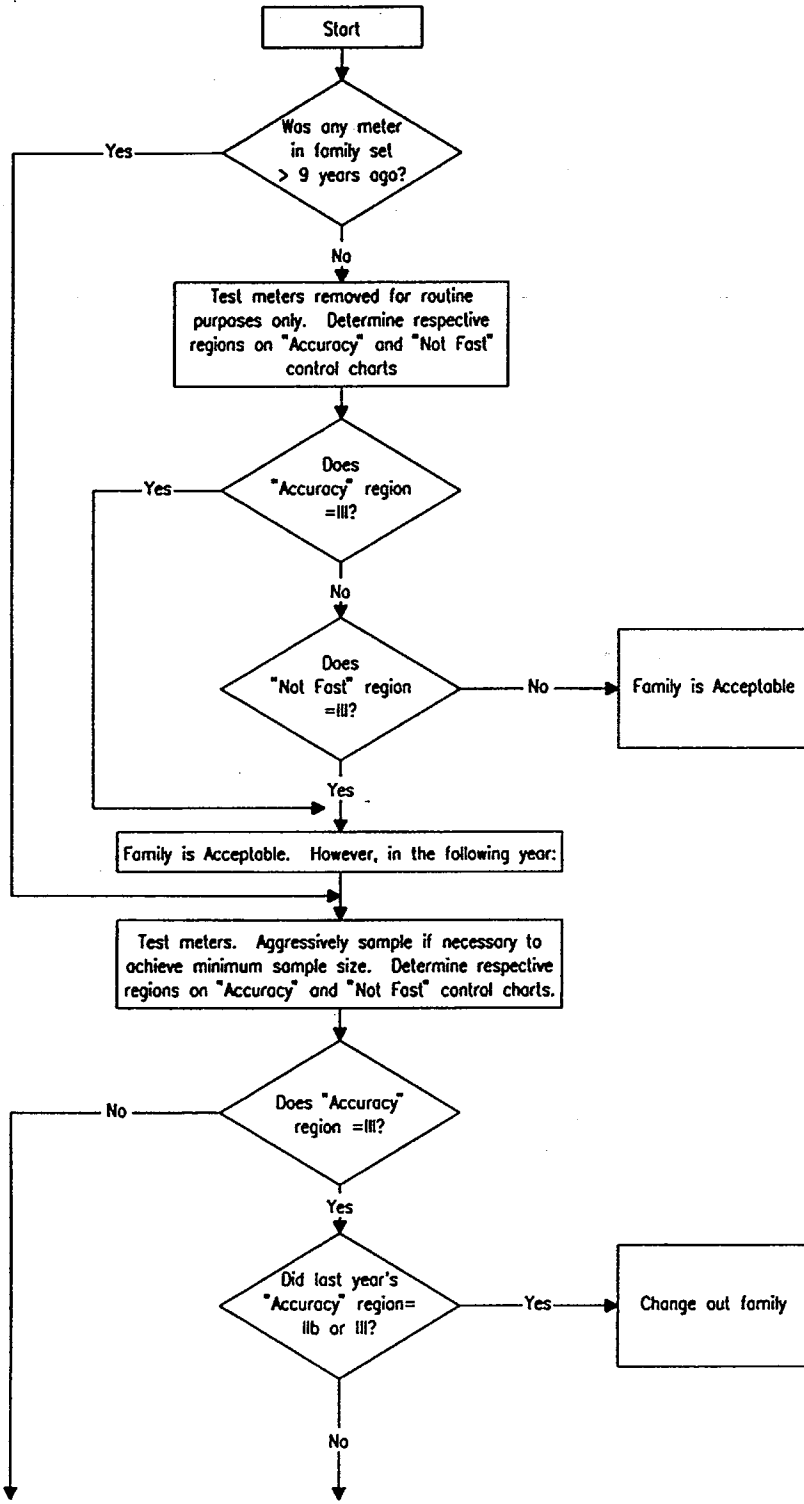 Start
Was any meter
in family set
> 9 years ago?
Yes
No
Test meters removed for routine
purposes only. Determine respective
regions on "Accuracy" and "Not Fast"
control charts
Does
"Accuracy" region
=III?
Yes
No
Does
"Not Fast" region
=III?
No
Family is Acceptable
Yes
Family is Acceptable. However, in the following year:
Test meters. Aggressively sample if necessary to
achieve minimum sample size. Determine respective
regions on "Accuracy" and "Not Fast" control charts.
Does "Accuracy"
region =III?
No
Yes
Did last year's
"Accuracy" region=
IIb or III?
Yes
Change out family
No